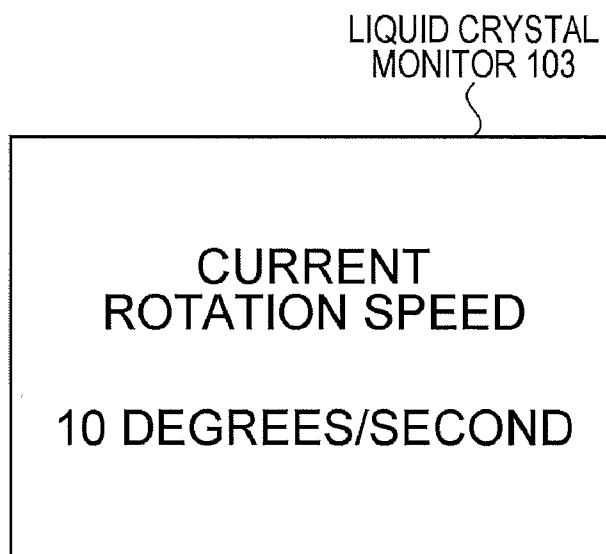 LIQUID CRYSTAL
MONITOR 103
CURRENT
ROTATION SPEED
10 DEGREES/SECOND